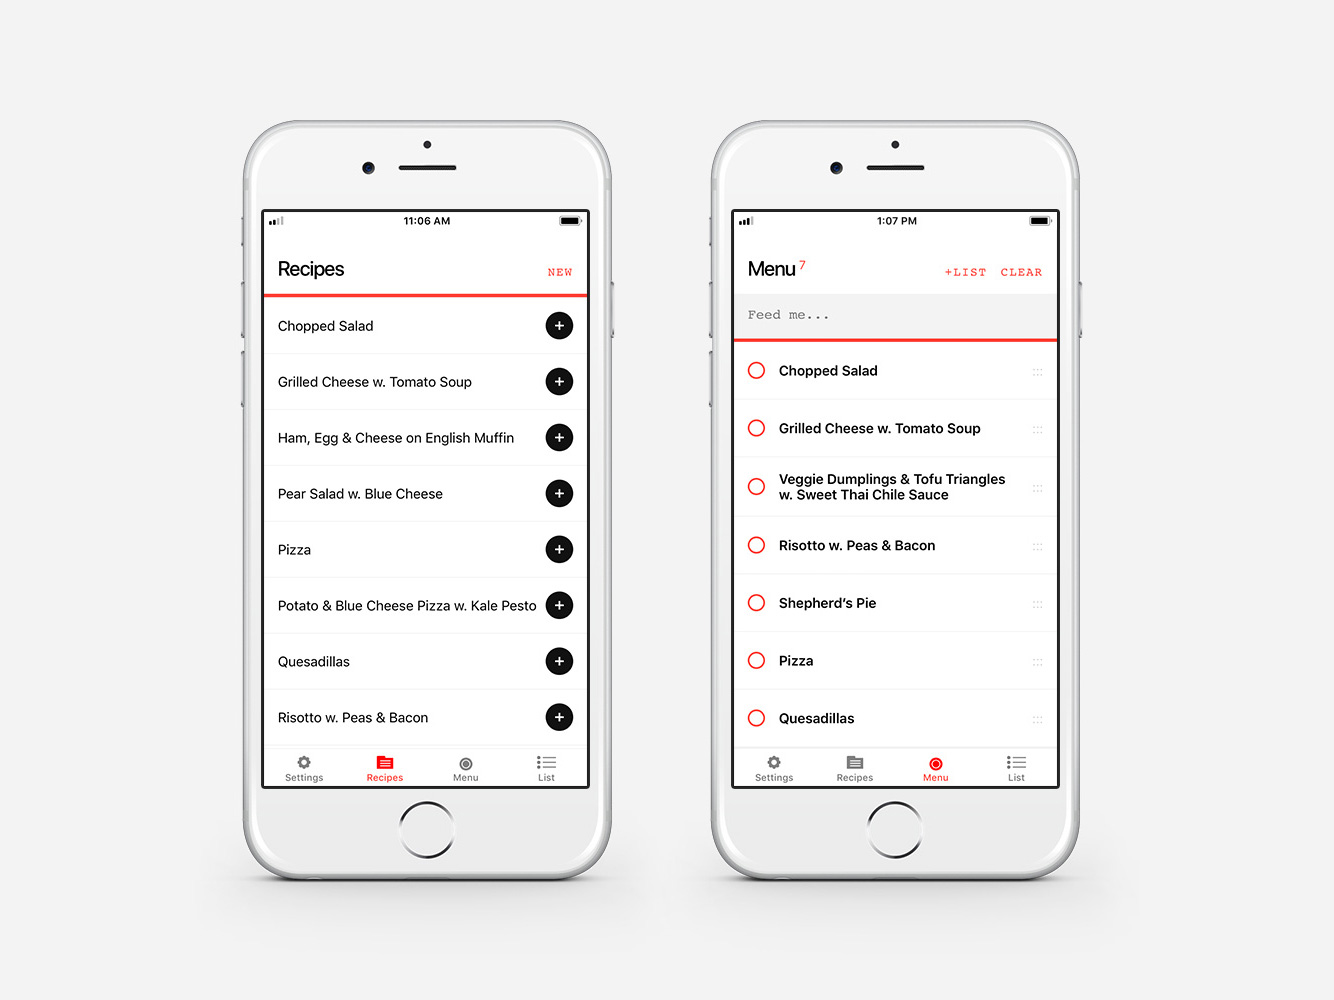 11:06 AM
Recipes
NEW
Chopped Salad
Grilled Cheese w. Tomato Soup
Ham, Egg & Cheese on English Muffin
Pear Salad w. Blue Cheese
Pizza
Potato & Blue Cheese Pizza w. Kale Pesto
Quesadillas
Risotto w. Peas & Bacon
Settings
Recipes
Menu
List
1:07 PM
Menu 7
+LIST CLEAR
Feed me...
Chopped Salad
Grilled Cheese w. Tomato Soup
Veggie Dumplings & Tofu Triangles
w. Sweet Thai Chile Sauce
Risotto w. Peas & Bacon
Shepherd’s Pie
Pizza
Quesadillas
Settings
Recipes
Menu
List